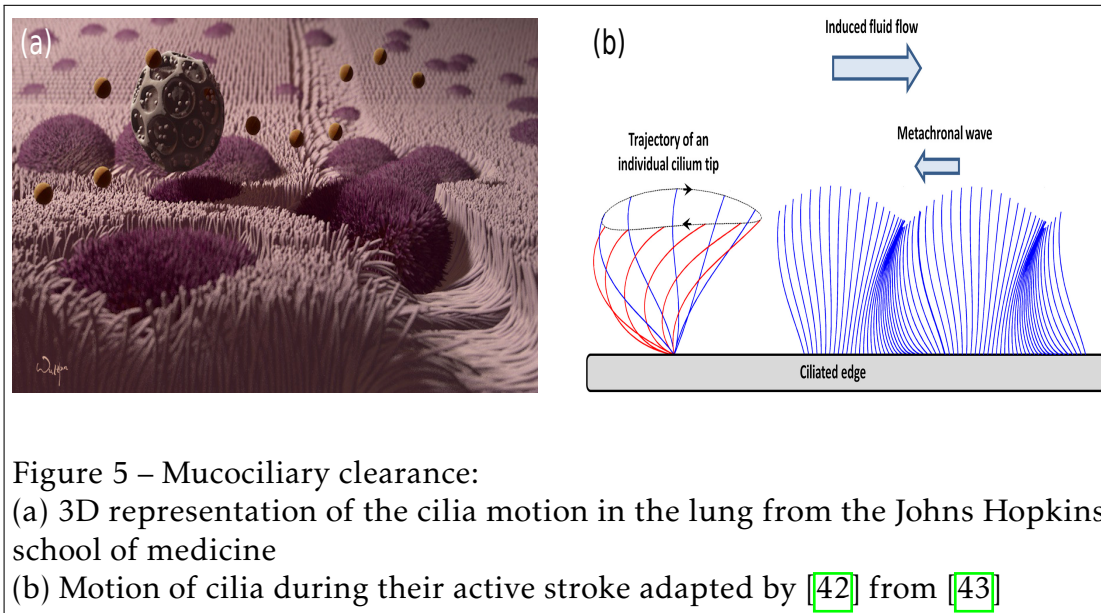 (a)
(b)
Induced fluid flow
Metachronal wave
Trajectory of an
individual cilium tip
Ciliated edge
Figure 5 – Mucociliary clearance:
(a) 3D representation of the cilia motion in the lung from the Johns Hopkins
school of medicine
(b) Motion of cilia during their active stroke adapted by [42] from [43]